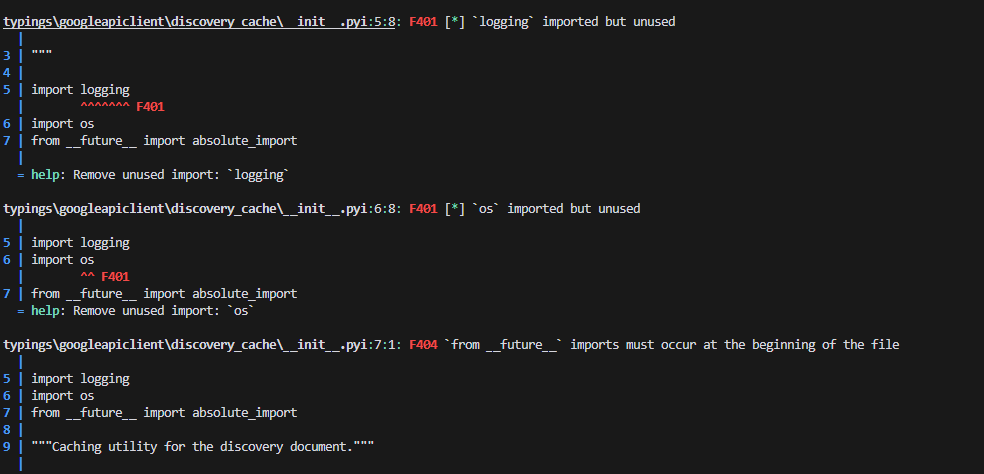 typings\googleapiclient\discovery_cache\__init__.pyi:5:8: F401 [*] `logging` imported but unused
  |
3 | """
4 |
5 | import logging
  |        ^^^^^^^ F401
6 | import os
7 | from __future__ import absolute_import
  |
  = help: Remove unused import: `logging`

typings\googleapiclient\discovery_cache\__init__.pyi:6:8: F401 [*] `os` imported but unused
  |
5 | import logging
6 | import os
  |        ^^ F401
7 | from __future__ import absolute_import
  = help: Remove unused import: `os`

typings\googleapiclient\discovery_cache\__init__.pyi:7:1: F404 `from __future__` imports must occur at the beginning of the file
  |
5 | import logging
6 | import os
7 | from __future__ import absolute_import
8 |
9 | """Caching utility for the discovery document."""
  |